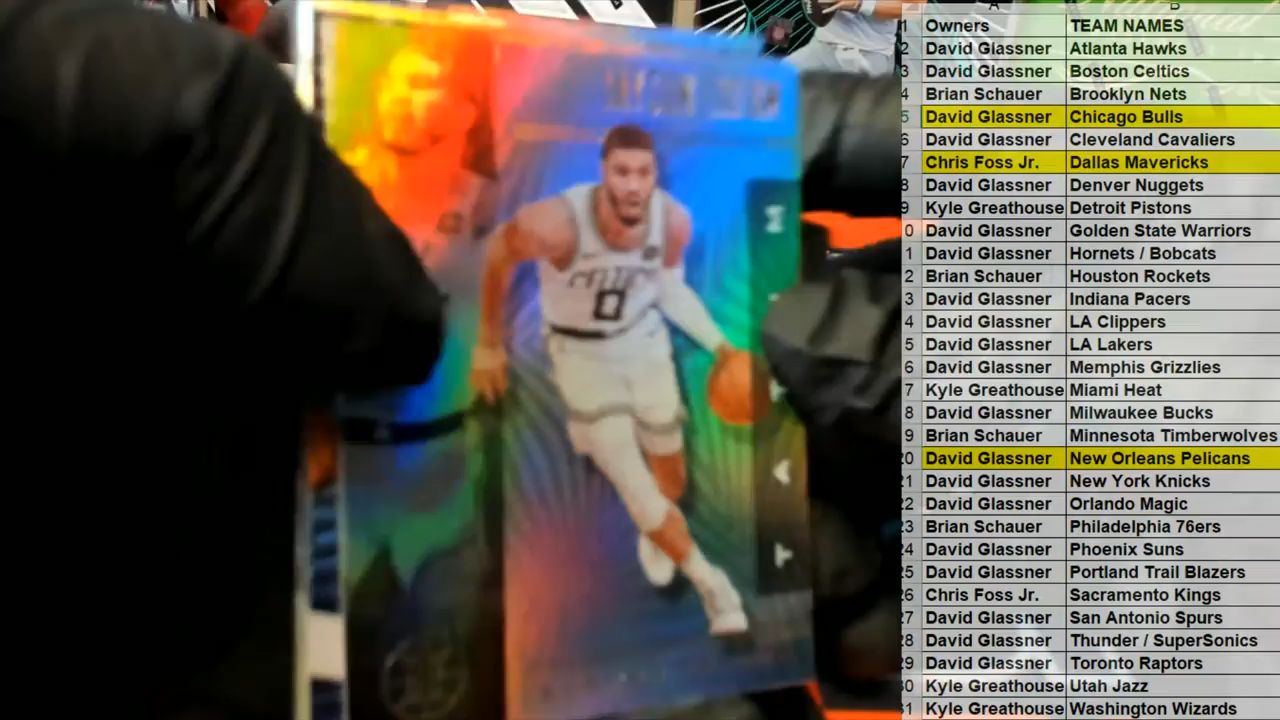 A B
1 Owners TEAM NAMES
2 David Glassner Atlanta Hawks
3 David Glassner Boston Celtics
4 Brian Schauer Brooklyn Nets
5 David Glassner Chicago Bulls
6 David Glassner Cleveland Cavaliers
7 Chris Foss Jr. Dallas Mavericks
8 David Glassner Denver Nuggets
9 Kyle Greathouse Detroit Pistons
0 David Glassner Golden State Warriors
1 David Glassner Hornets / Bobcats
2 Brian Schauer Houston Rockets
3 David Glassner Indiana Pacers
4 David Glassner LA Clippers
5 David Glassner LA Lakers
6 David Glassner Memphis Grizzlies
7 Kyle Greathouse Miami Heat
8 David Glassner Milwaukee Bucks
9 Brian Schauer Minnesota Timberwolves
20 David Glassner New Orleans Pelicans
21 David Glassner New York Knicks
22 David Glassner Orlando Magic
23 Brian Schauer Philadelphia 76ers
24 David Glassner Phoenix Suns
25 David Glassner Portland Trail Blazers
26 Chris Foss Jr. Sacramento Kings
27 David Glassner San Antonio Spurs
28 David Glassner Thunder / SuperSonics
29 David Glassner Toronto Raptors
30 Kyle Greathouse Utah Jazz
31 Kyle Greathouse Washington Wizards
CELTICS
0